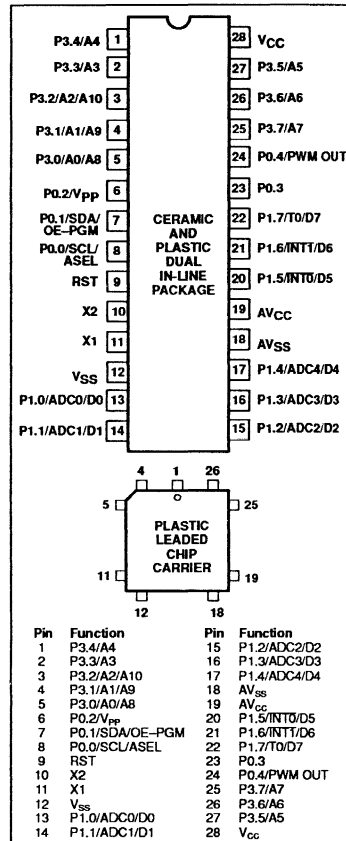 P3.4/A4 1
P3.3/A3 2
P3.2/A2/A10 3
P3.1/A1/A9 4
P3.0/A0/A8 5
P0.2/VPP 6
P0.1/SDA/
OE–PGM 7
P0.0/SCL/
ASEL 8
RST 9
X2 10
X1 11
VSS 12
P1.0/ADC0/D0 13
P1.1/ADC1/D1 14
CERAMIC
AND
PLASTIC
DUAL
IN-LINE
PACKAGE
28 VCC
27 P3.5/A5
26 P3.6/A6
25 P3.7/A7
24 P0.4/PWM OUT
23 P0.3
22 P1.7/T0/D7
21 P1.6/INT1/D6
20 P1.5/INT0/D5
19 AVCC
18 AVSS
17 P1.4/ADC4/D4
16 P1.3/ADC3/D3
15 P1.2/ADC2/D2
4 1 26
5 25
PLASTIC
LEADED
CHIP
CARRIER
11 19
12 18
Pin Function Pin Function
1 P3.4/A4 15 P1.2/ADC2/D2
2 P3.3/A3 16 P1.3/ADC3/D3
3 P3.2/A2/A10 17 P1.4/ADC4/D4
4 P3.1/A1/A9 18 AVSS
5 P3.0/A0/A8 19 AVCC
6 P0.2/VPP 20 P1.5/INT0/D5
7 P0.1/SDA/OE-PGM 21 P1.6/INT1/D6
8 P0.0/SCL/ASEL 22 P1.7/T0/D7
9 RST 23 P0.3
10 X2 24 P0.4/PWM OUT
11 X1 25 P3.7/A7
12 VSS 26 P3.6/A6
13 P1.0/ADC0/D0 27 P3.5/A5
14 P1.1/ADC1/D1 28 VCC